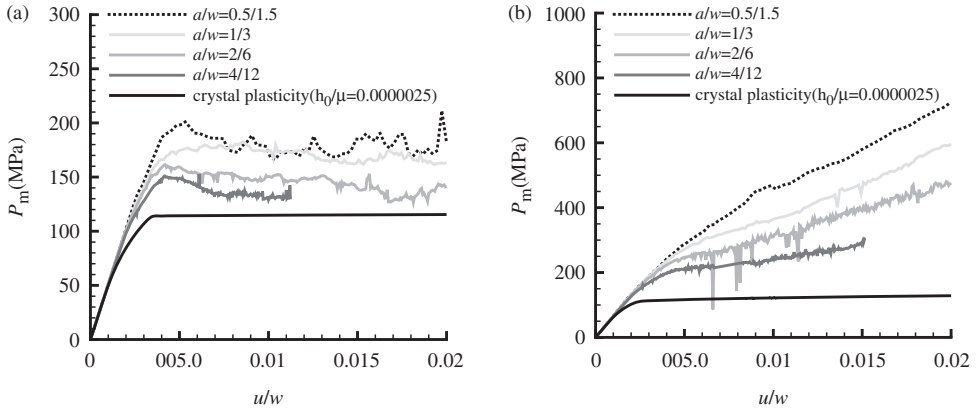 (a)
300
250
200
150
100
50
0
P_m(MPa)
a/w=0.5/1.5
a/w=1/3
a/w=2/6
a/w=4/12
crystal plasticity(h_0/μ=0.0000025)
0 005.0 0.01 0.015 0.02
u/w
(b)
1000
800
600
400
200
0
P_m(MPa)
a/w=0.5/1.5
a/w=1/3
a/w=2/6
a/w=4/12
crystal plasticity(h_0/μ=0.0000025)
0 005.0 0.01 0.015 0.02
u/w